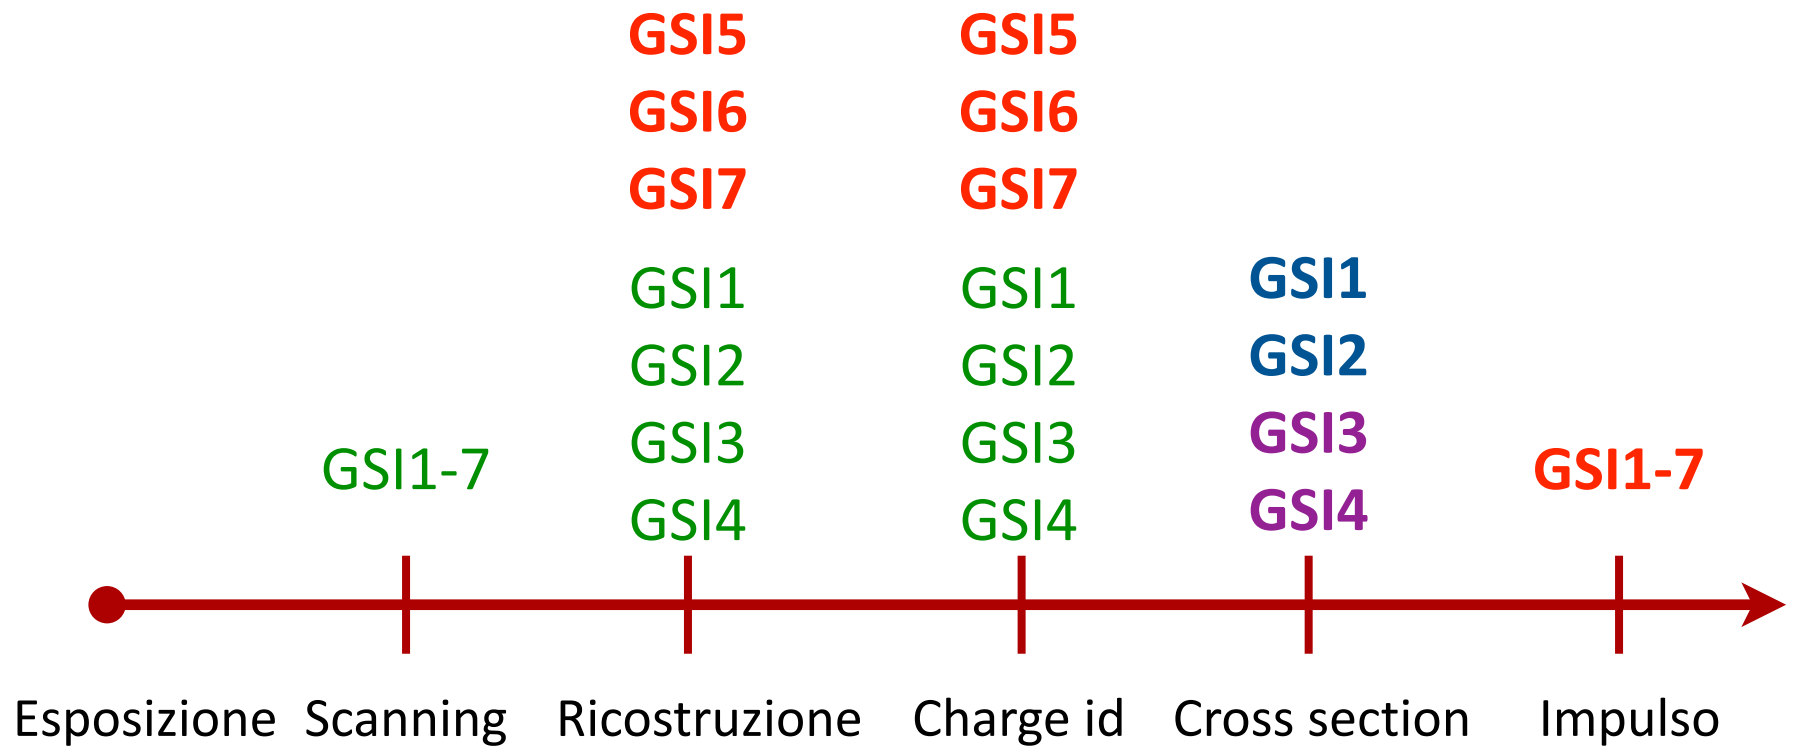 GSI5 GSI5
GSI6 GSI6
GSI7 GSI7
GSI1 GSI1 GSI1
GSI2 GSI2 GSI2
GSI3 GSI3 GSI3
GSI1-7 GSI1-7
GSI4 GSI4 GSI4
Esposizione Scanning Ricostruzione Charge id Cross section Impulso